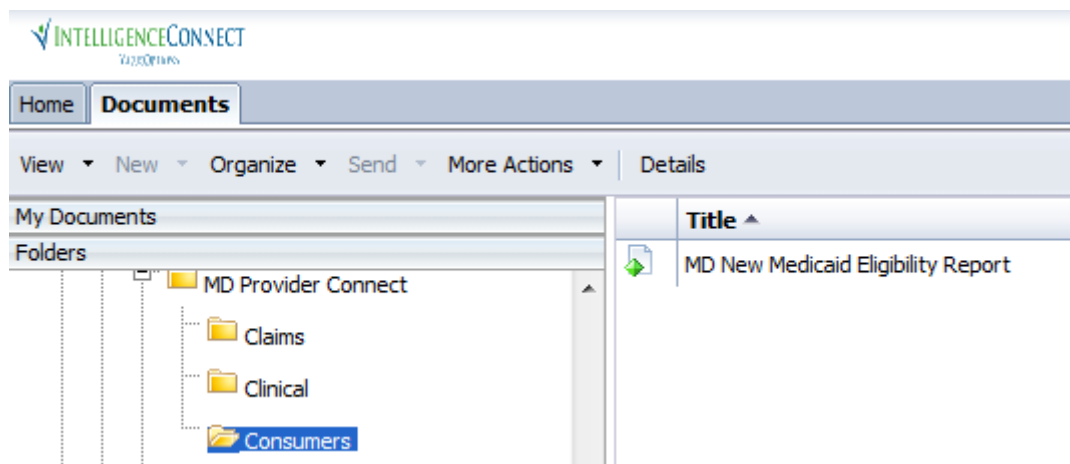 INTELLIGENCECONNECT
ValueOptions
Home Documents
View New Organize Send More Actions Details
My Documents
Folders
MD Provider Connect
Claims
Clinical
Consumers
Title
MD New Medicaid Eligibility Report